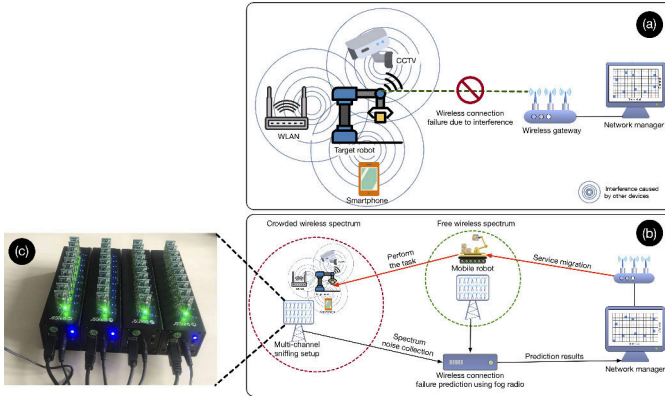 (a)
CCTV
WLAN
Target robot
Smartphone
Wireless connection
failure due to interference
Wireless gateway
Network manager
Interference caused
by other devices
(b)
Crowded wireless spectrum
Free wireless spectrum
Perform
the task
Mobile robot
Service migration
Multi-channel
sniffing setup
Spectrum
noise collection
Wireless connection
failure prediction using fog radio
Prediction results
Network manager
(c)